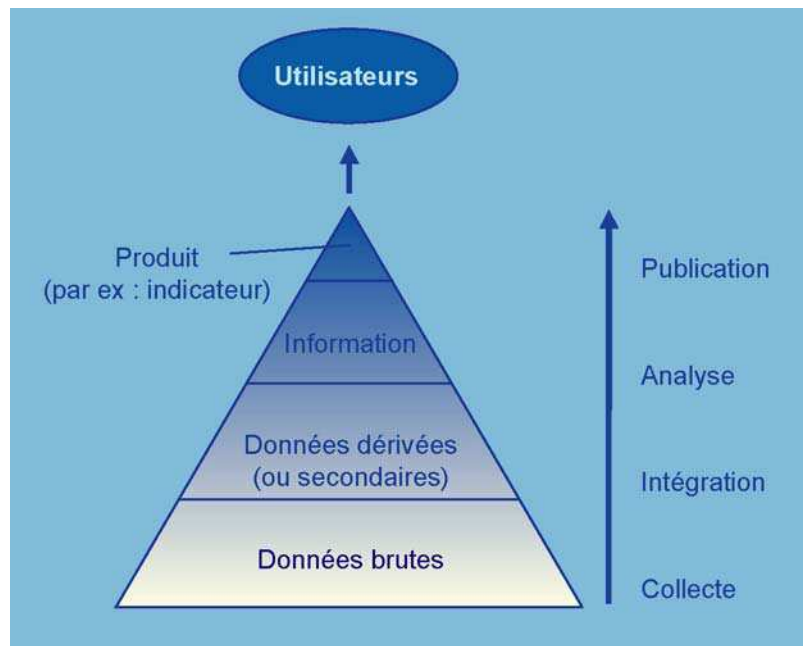 Utilisateurs
Produit
(par ex : indicateur)
Information
Données dérivées
(ou secondaires)
Données brutes
Publication
Analyse
Intégration
Collecte